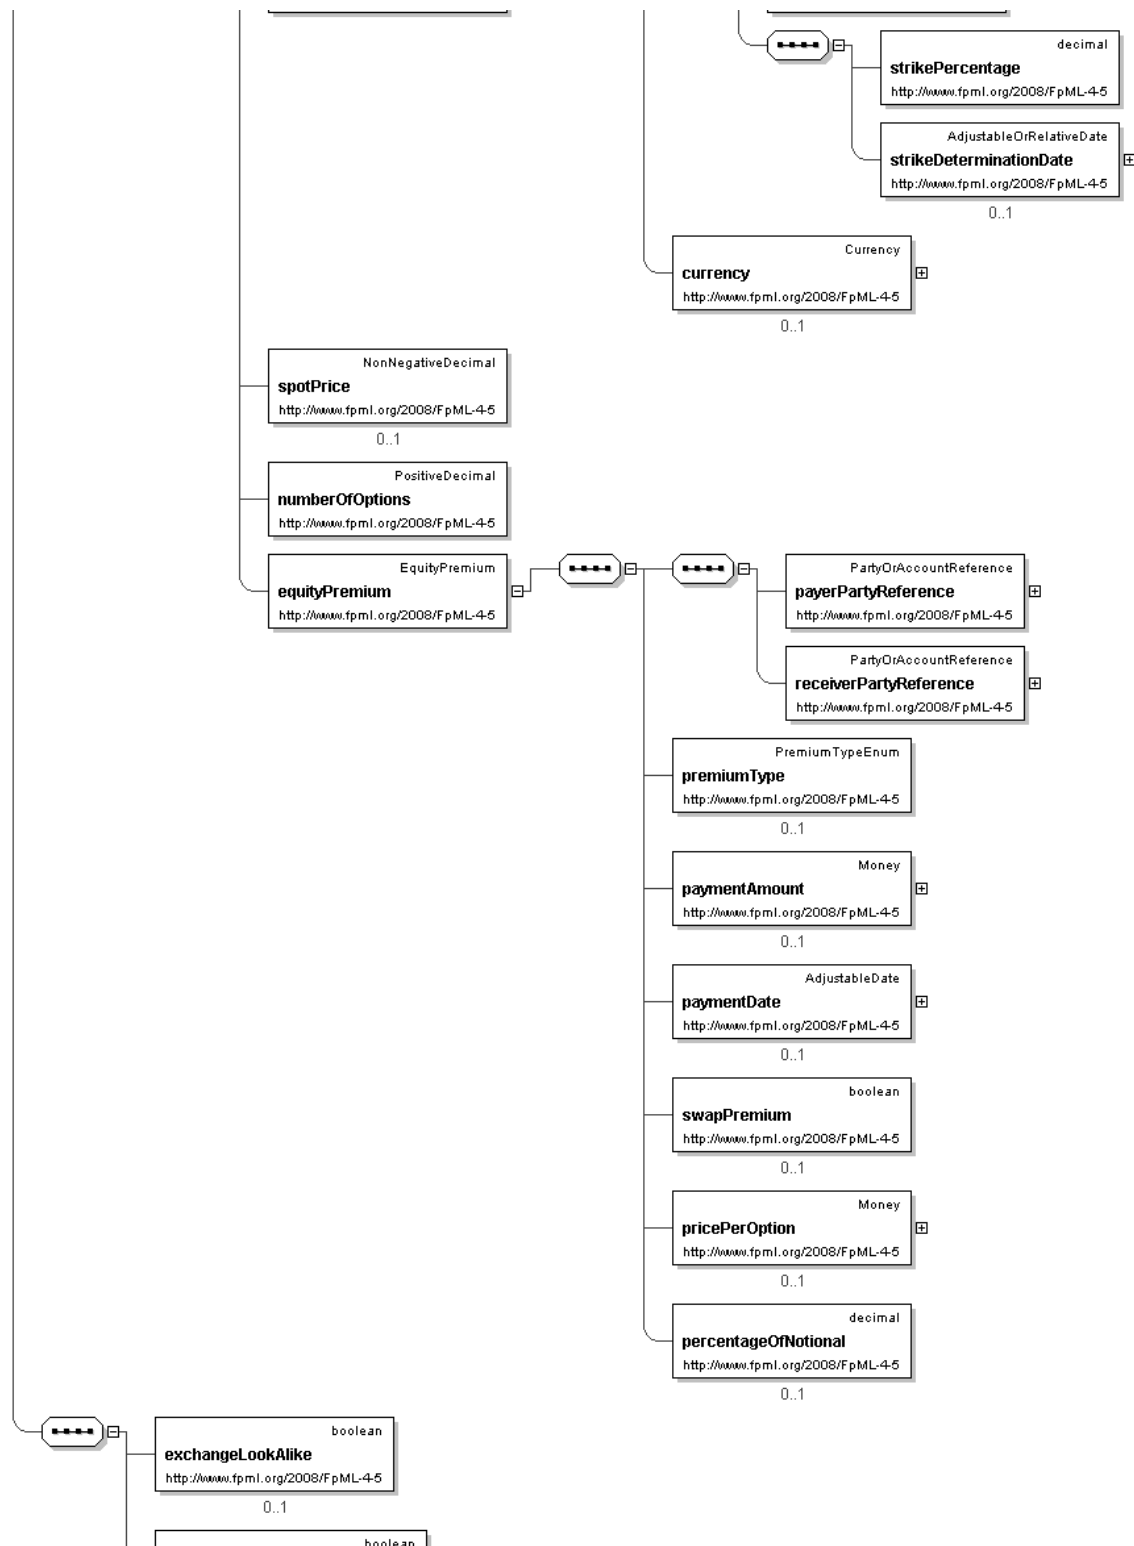 decimal
strikePercentage
http://www.fpml.org/2008/FpML-4-5
AdjustableOrRelativeDate
strikeDeterminationDate
http://www.fpml.org/2008/FpML-4-5
0..1
Currency
currency
http://www.fpml.org/2008/FpML-4-5
0..1
NonNegativeDecimal
spotPrice
http://www.fpml.org/2008/FpML-4-5
0..1
PositiveDecimal
numberOfOptions
http://www.fpml.org/2008/FpML-4-5
EquityPremium
equityPremium
http://www.fpml.org/2008/FpML-4-5
PartyOrAccountReference
payerPartyReference
http://www.fpml.org/2008/FpML-4-5
PartyOrAccountReference
receiverPartyReference
http://www.fpml.org/2008/FpML-4-5
PremiumTypeEnum
premiumType
http://www.fpml.org/2008/FpML-4-5
0..1
Money
paymentAmount
http://www.fpml.org/2008/FpML-4-5
0..1
AdjustableDate
paymentDate
http://www.fpml.org/2008/FpML-4-5
0..1
boolean
swapPremium
http://www.fpml.org/2008/FpML-4-5
0..1
Money
pricePerOption
http://www.fpml.org/2008/FpML-4-5
0..1
decimal
percentageOfNotional
http://www.fpml.org/2008/FpML-4-5
0..1
boolean
exchangeLookAlike
http://www.fpml.org/2008/FpML-4-5
0..1
boolean